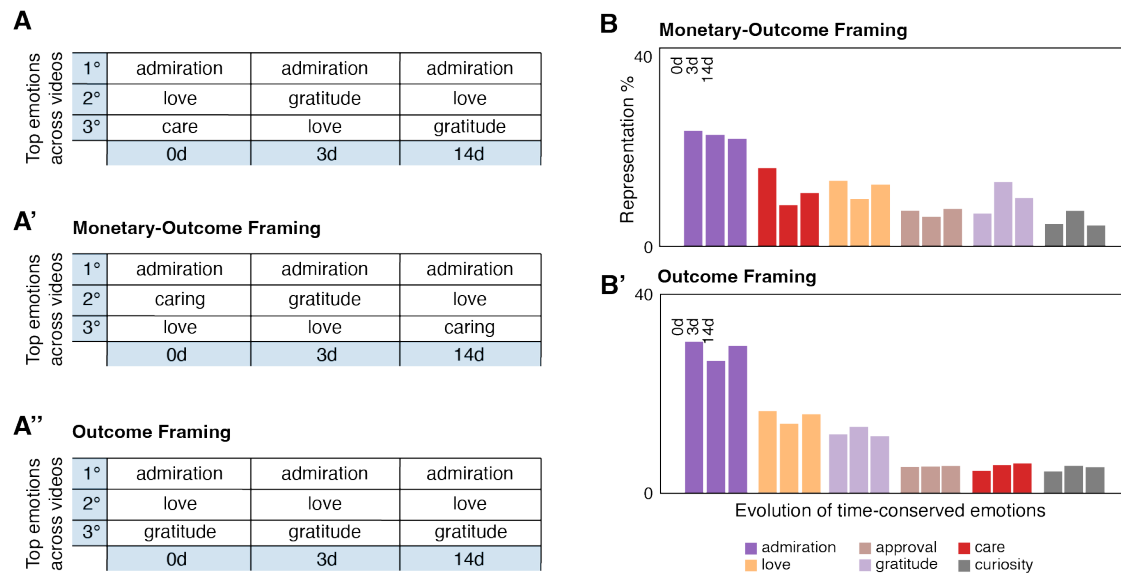 A
Top emotions
across videos
1° admiration admiration admiration
2° love gratitude love
3° care love gratitude
0d 3d 14d
A’
Monetary-Outcome Framing
Top emotions
across videos
1° admiration admiration admiration
2° caring gratitude love
3° love love caring
0d 3d 14d
A”
Outcome Framing
Top emotions
across videos
1° admiration admiration admiration
2° love love love
3° gratitude gratitude gratitude
0d 3d 14d
B
Monetary-Outcome Framing
Representation %
40
0
0d
3d
14d
B’
Outcome Framing
40
0
0d
3d
14d
Evolution of time-conserved emotions
admiration approval care
love gratitude curiosity